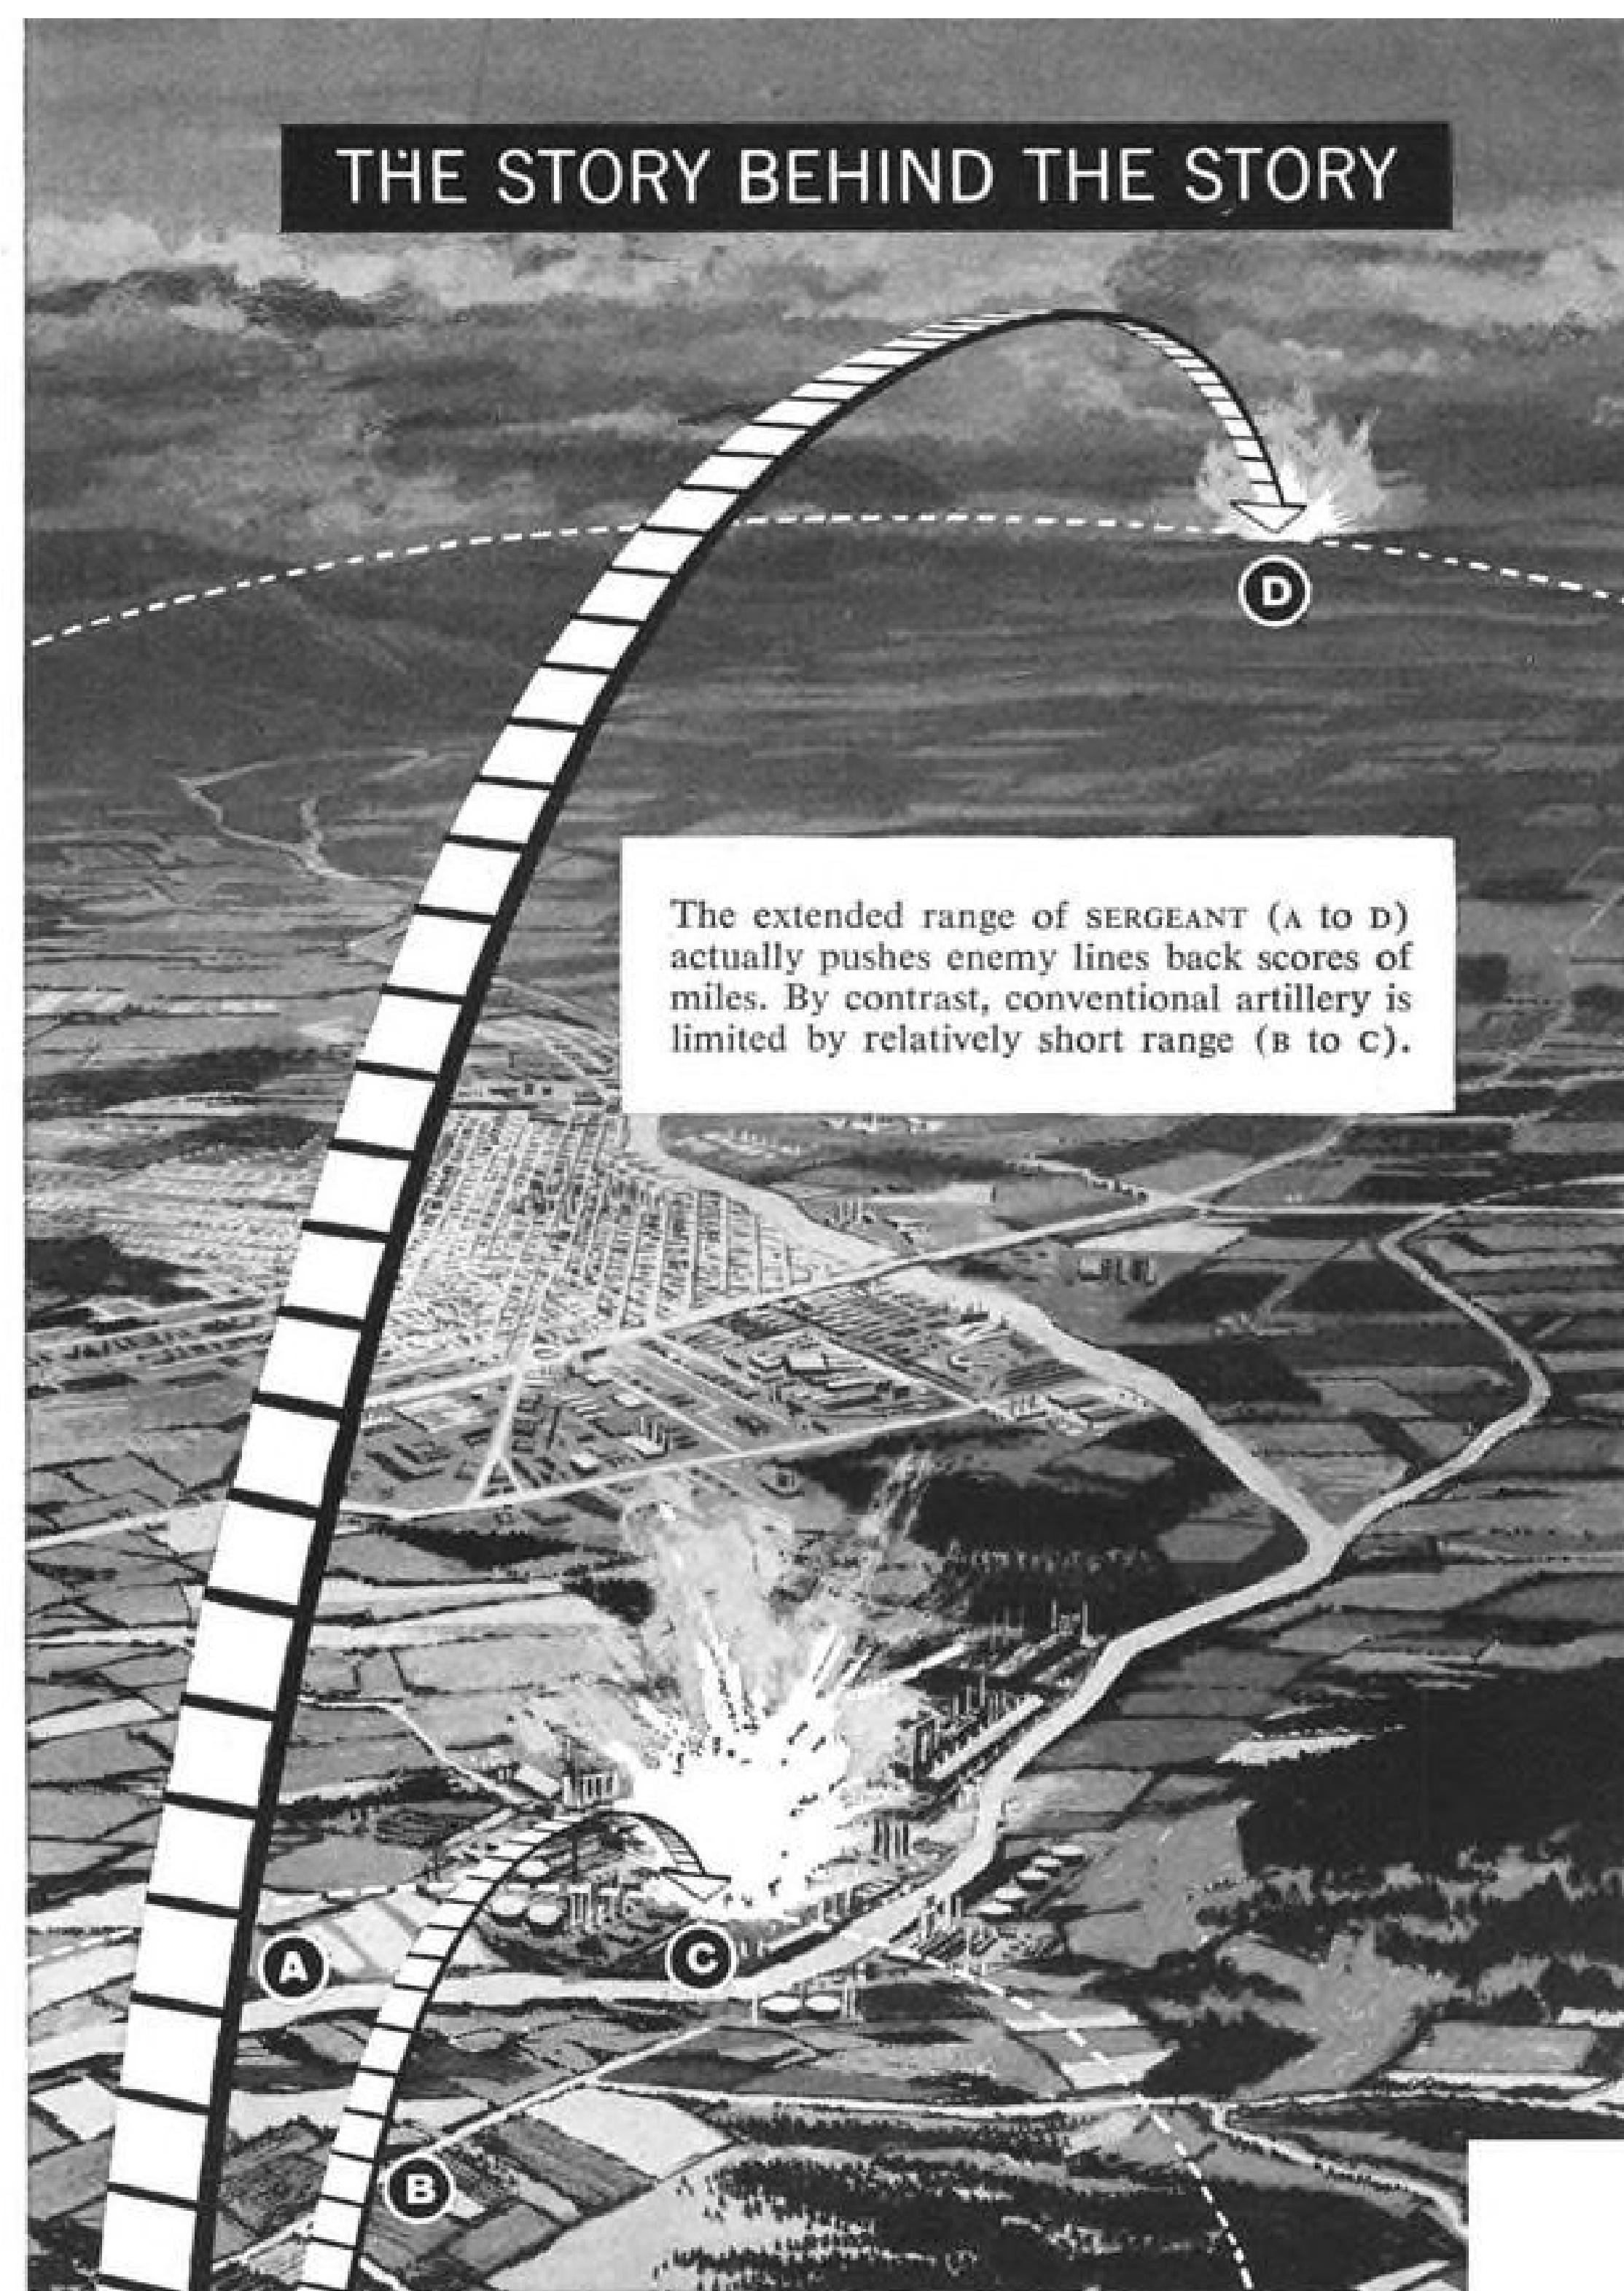 THE STORY BEHIND THE STORY
D
The extended range of SERGEANT (A to D)
actually pushes enemy lines back scores of
miles. By contrast, conventional artillery is
limited by relatively short range (B to C).
A
C
B